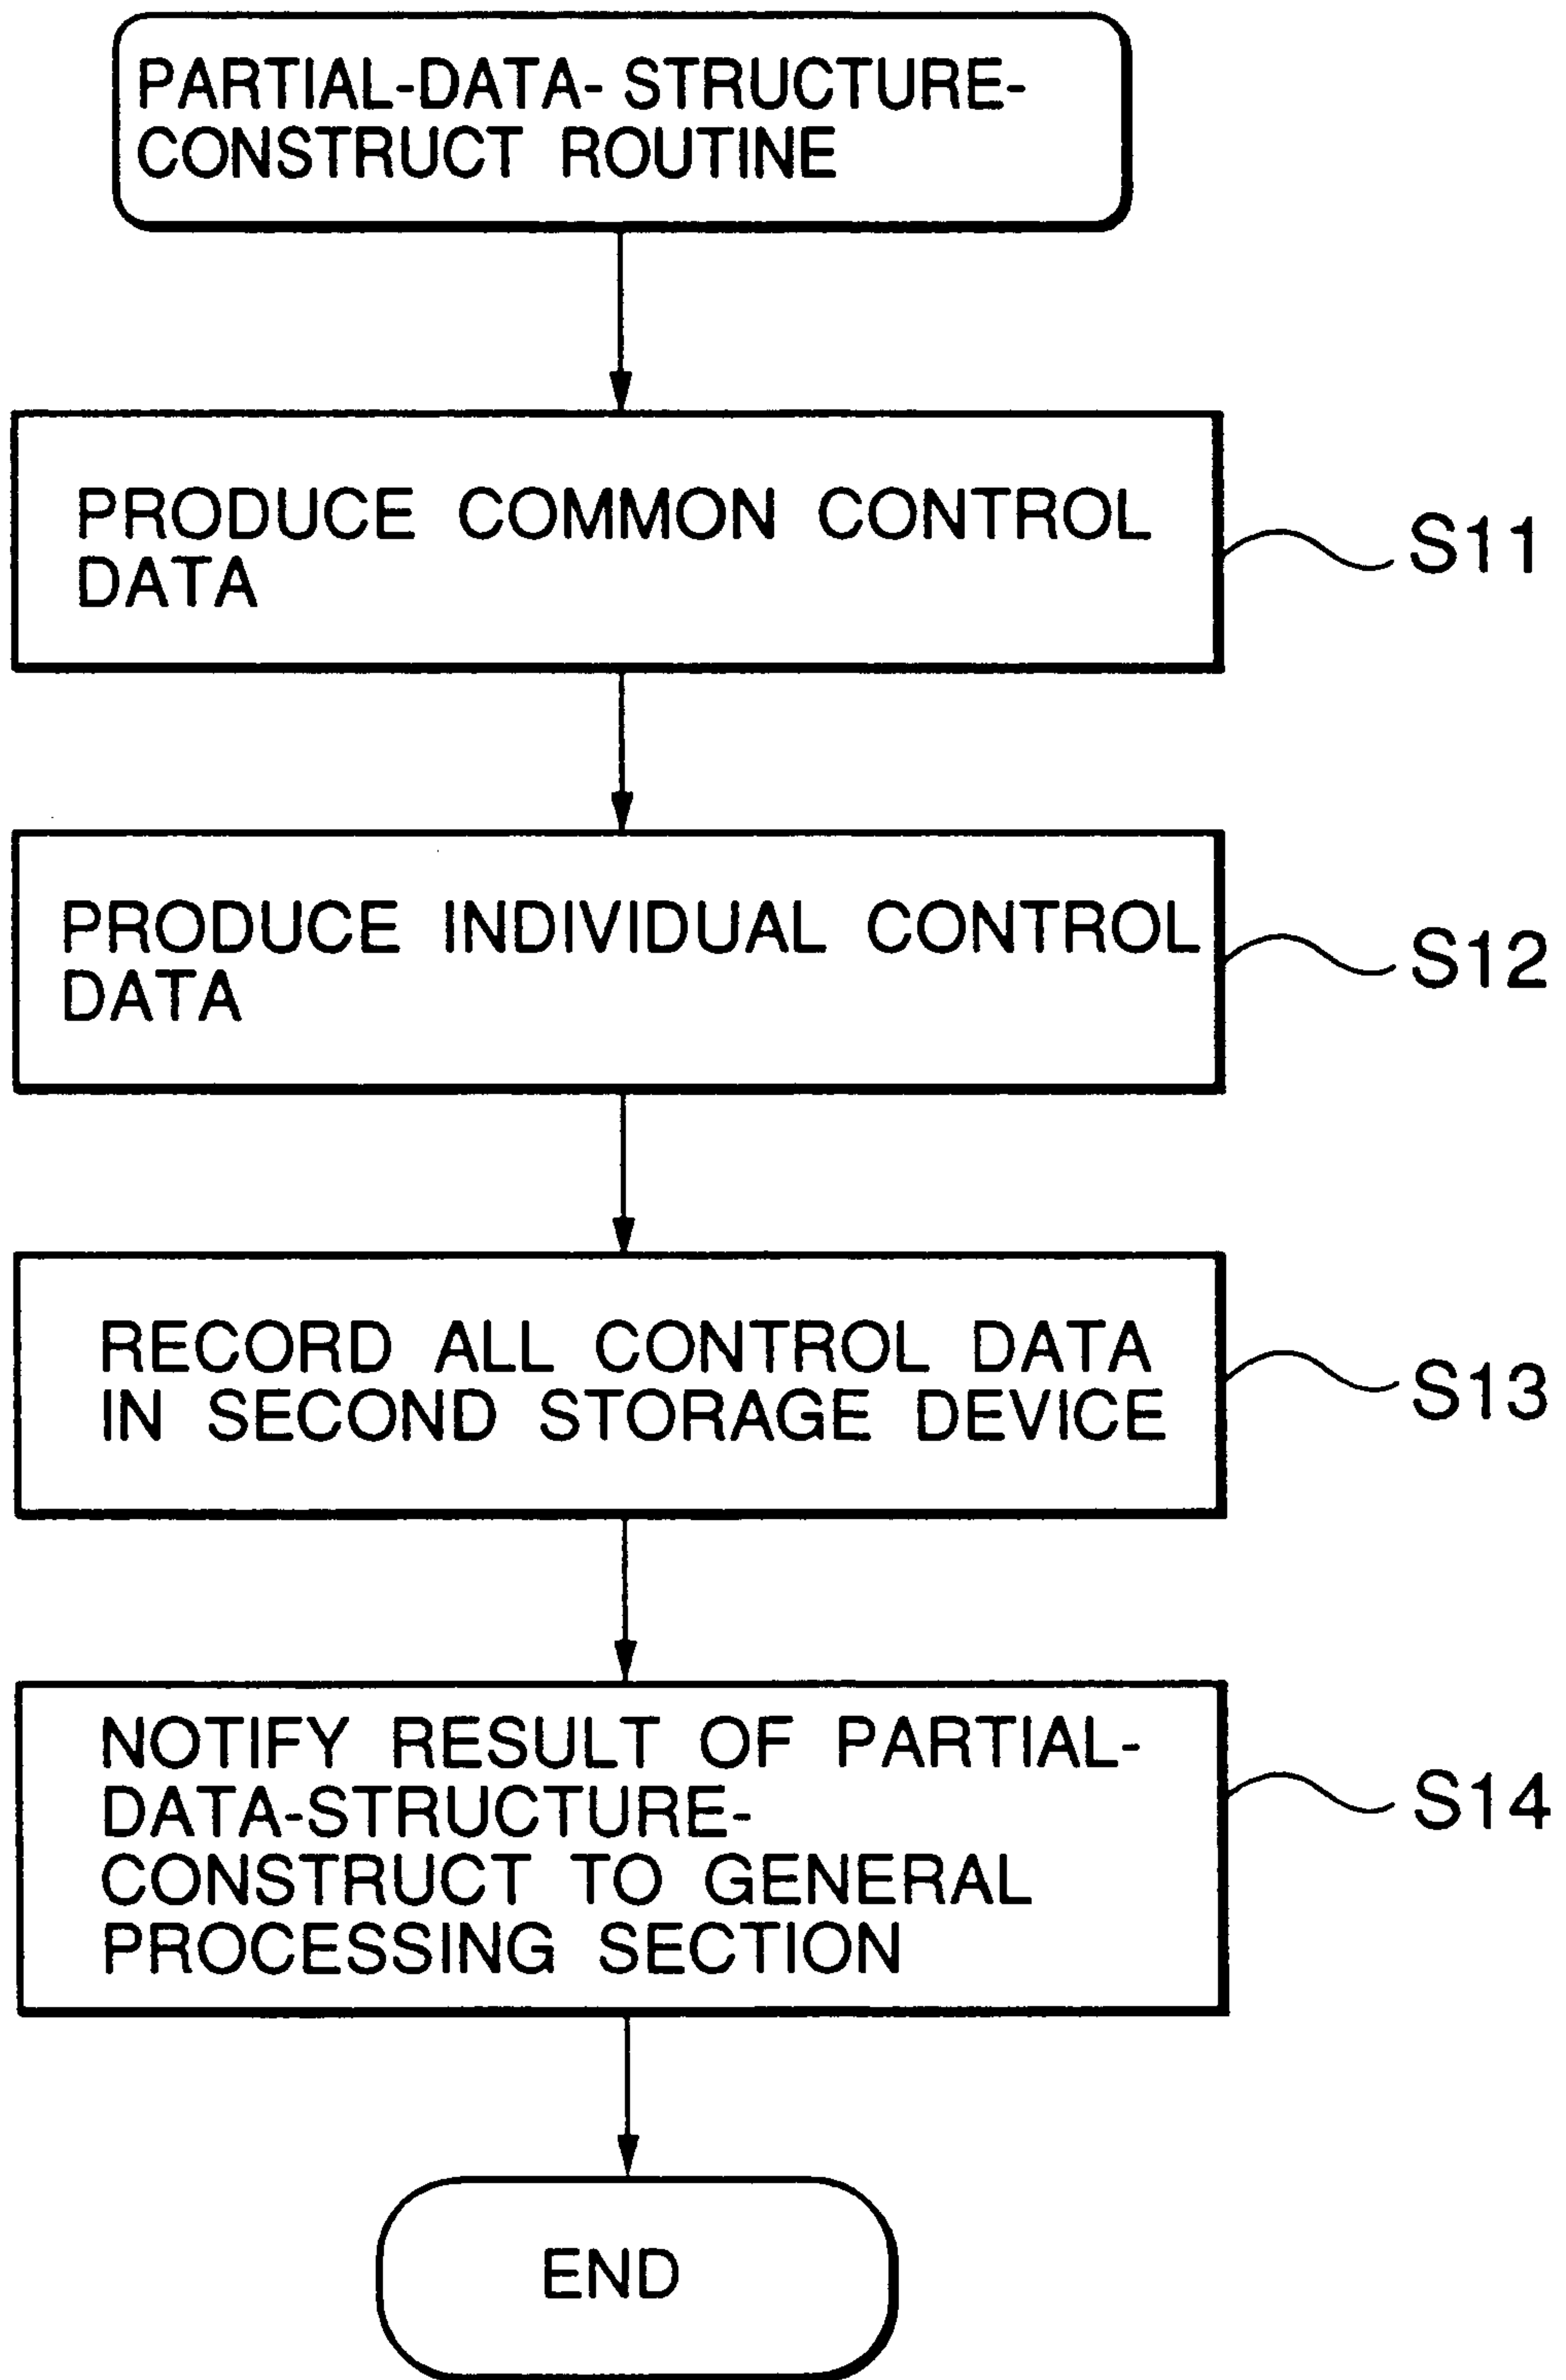 PARTIAL-DATA-STRUCTURE-
CONSTRUCT ROUTINE
PRODUCE COMMON CONTROL
DATA
S11
PRODUCE INDIVIDUAL CONTROL
DATA
S12
RECORD ALL CONTROL DATA
IN SECOND STORAGE DEVICE
S13
NOTIFY RESULT OF PARTIAL-
DATA-STRUCTURE-
CONSTRUCT TO GENERAL
PROCESSING SECTION
S14
END